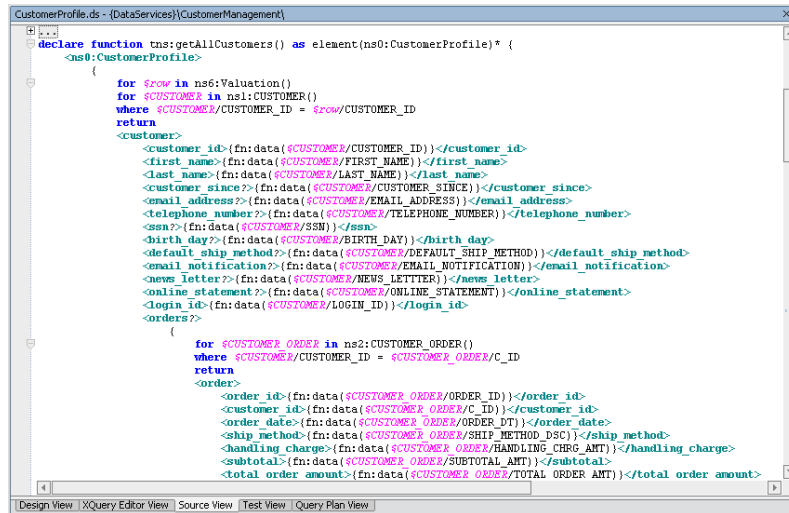 CustomerProfile.ds - {DataServices}\CustomerManagement\
...
declare function tns:getAllCustomers() as element(ns0:CustomerProfile)* {
<ns0:CustomerProfile>
{
for $row in ns6:Valuation()
for $CUSTOMER in ns1:CUSTOMER()
where $CUSTOMER/CUSTOMER_ID = $row/CUSTOMER_ID
return
<customer>
<customer_id>{fn:data($CUSTOMER/CUSTOMER_ID)}</customer_id>
<first_name>{fn:data($CUSTOMER/FIRST_NAME)}</first_name>
<last_name>{fn:data($CUSTOMER/LAST_NAME)}</last_name>
<customer_since?>{fn:data($CUSTOMER/CUSTOMER_SINCE)}</customer_since>
<email_address?>{fn:data($CUSTOMER/EMAIL_ADDRESS)}</email_address>
<telephone_number?>{fn:data($CUSTOMER/TELEPHONE_NUMBER)}</telephone_number>
<ssn?>{fn:data($CUSTOMER/SSN)}</ssn>
<birth_day?>{fn:data($CUSTOMER/BIRTH_DAY)}</birth_day>
<default_ship_method?>{fn:data($CUSTOMER/DEFAULT_SHIP_METHOD)}</default_ship_method>
<email_notification?>{fn:data($CUSTOMER/EMAIL_NOTIFICATION)}</email_notification>
<news_letter?>{fn:data($CUSTOMER/NEWS_LETTTER)}</news_letter>
<online_statement?>{fn:data($CUSTOMER/ONLINE_STATEMENT)}</online_statement>
<login_id>{fn:data($CUSTOMER/LOGIN_ID)}</login_id>
<orders?>
{
for $CUSTOMER_ORDER in ns2:CUSTOMER_ORDER()
where $CUSTOMER/CUSTOMER_ID = $CUSTOMER_ORDER/C_ID
return
<order>
<order_id>{fn:data($CUSTOMER_ORDER/ORDER_ID)}</order_id>
<customer_id>{fn:data($CUSTOMER_ORDER/C_ID)}</customer_id>
<order_date>{fn:data($CUSTOMER_ORDER/ORDER_DT)}</order_date>
<ship_method>{fn:data($CUSTOMER_ORDER/SHIP_METHOD_DSC)}</ship_method>
<handling_charge>{fn:data($CUSTOMER_ORDER/HANDLING_CHRG_AMT)}</handling_charge>
<subtotal>{fn:data($CUSTOMER_ORDER/SUBTOTAL_AMT)}</subtotal>
<total_order_amount>{fn:data($CUSTOMER_ORDER/TOTAL_ORDER_AMT)}</total_order_amount>
Design View XQuery Editor View Source View Test View Query Plan View